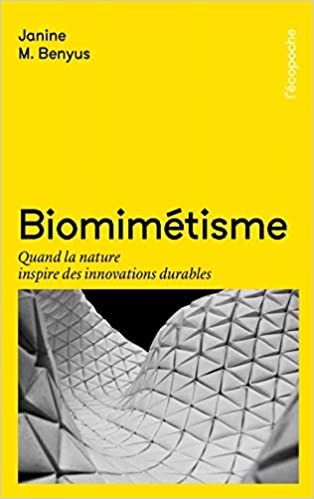 Janine
M. Benyus
l'écopoche
Biomimétisme
Quand la nature
inspire des innovations durables